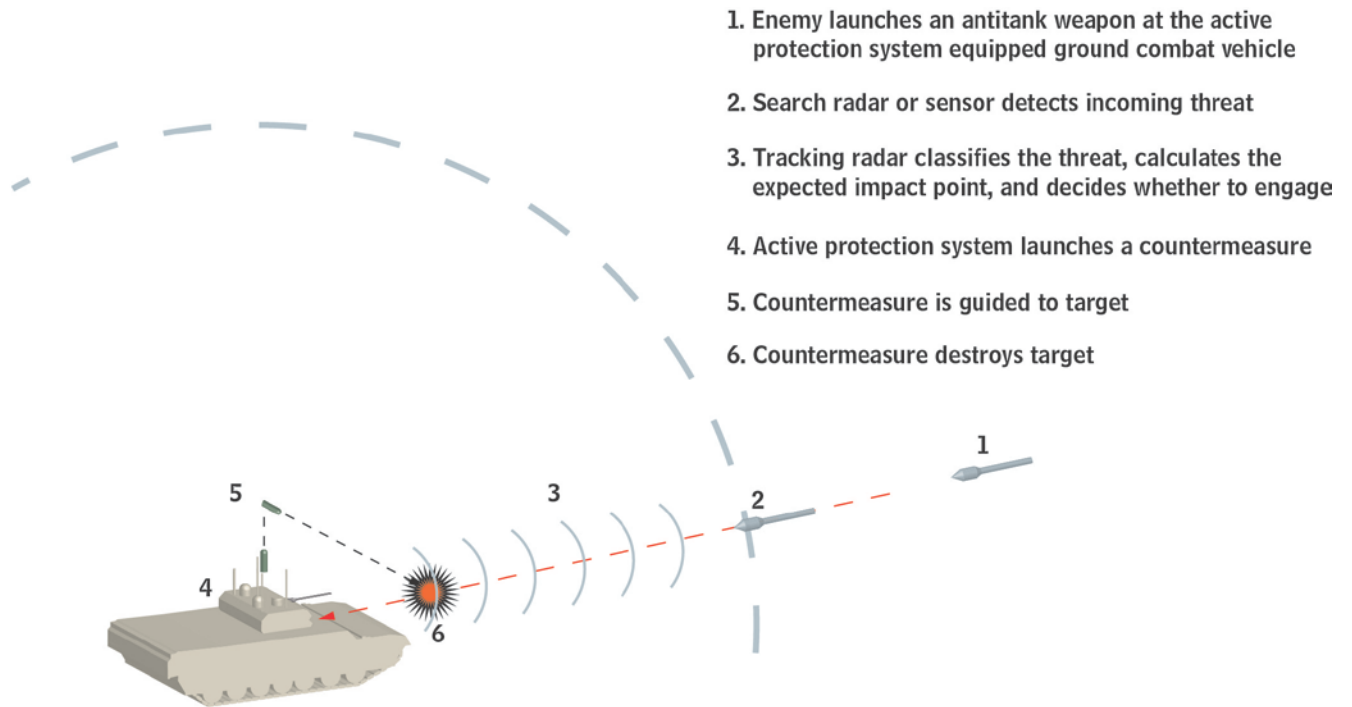 1. Enemy launches an antitank weapon at the active
protection system equipped ground combat vehicle
2. Search radar or sensor detects incoming threat
3. Tracking radar classifies the threat, calculates the
expected impact point, and decides whether to engage
4. Active protection system launches a countermeasure
5. Countermeasure is guided to target
6. Countermeasure destroys target
1
2
3
5
4
6